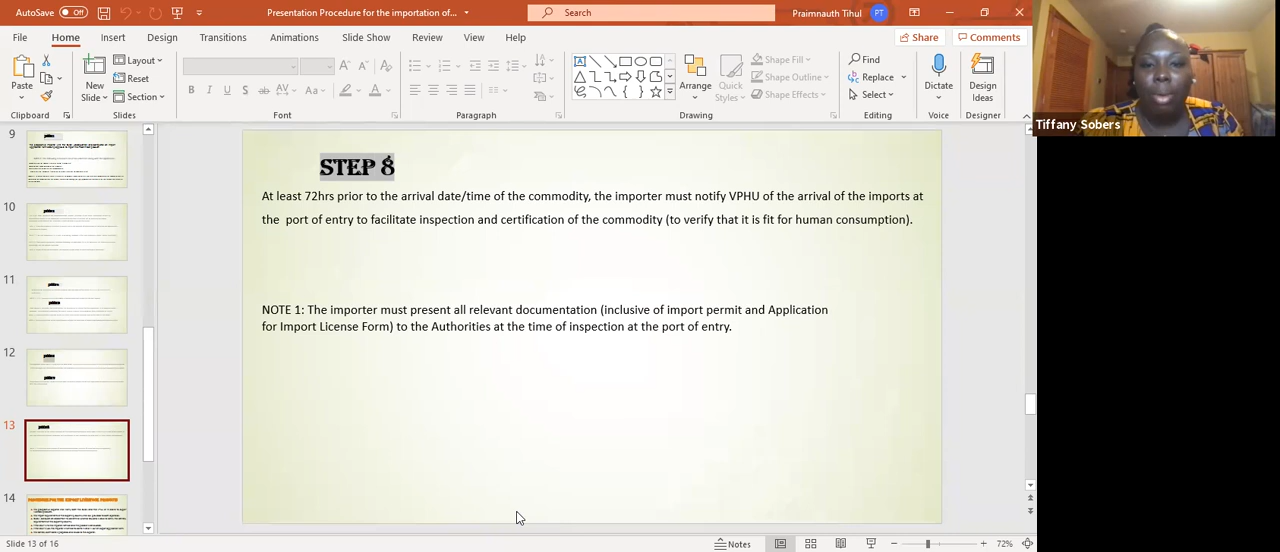 AutoSave Off Presentation Procedure for the importation of... Search Praimnauth Tihul PT
File Home Insert Design Transitions Animations Slide Show Review View Help Share Comments
Paste New Slide Layout Reset Section B I U S ab AV Aa A Arrange Quick Styles Shape Fill Shape Outline Shape Effects Find Replace Select Dictate Design Ideas
Clipboard Slides Font Paragraph Drawing Editing Voice Designer
Tiffany Sobers
9
10
11
12
13
14
STEP 8
At least 72hrs prior to the arrival date/time of the commodity, the importer must notify VPHU of the arrival of the imports at
the port of entry to facilitate inspection and certification of the commodity (to verify that it is fit for human consumption).
NOTE 1: The importer must present all relevant documentation (inclusive of import permit and Application
for Import License Form) to the Authorities at the time of inspection at the port of entry.
Slide 13 of 16 Notes 72%